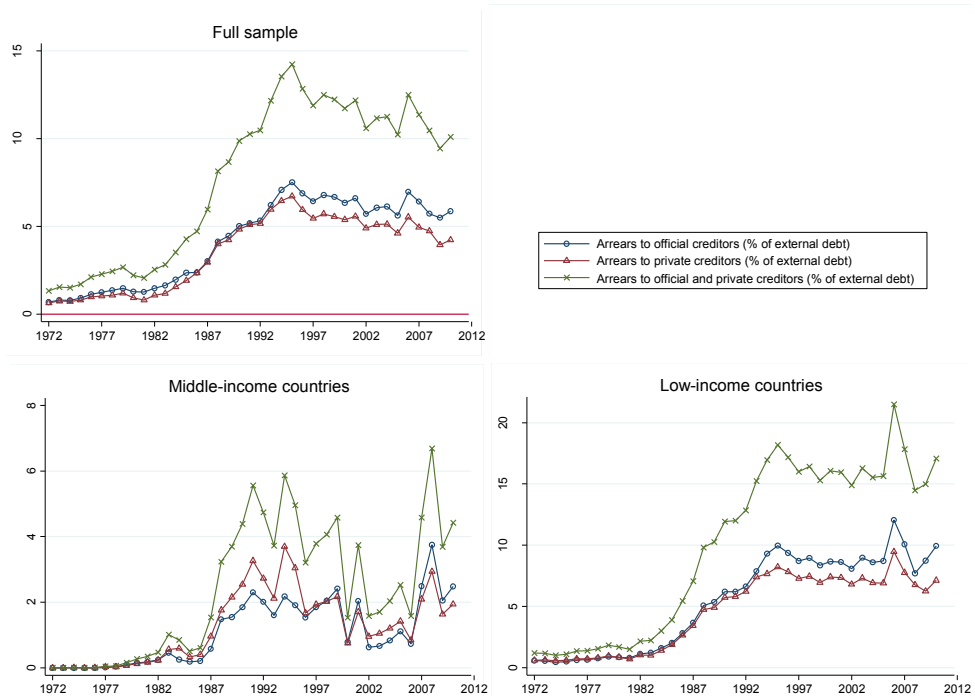 Full sample
15
10
5
0
1972 1977 1982 1987 1992 1997 2002 2007 2012
Arrears to official creditors (% of external debt)
Arrears to private creditors (% of external debt)
Arrears to official and private creditors (% of external debt)
Middle-income countries
8
6
4
2
0
1972 1977 1982 1987 1992 1997 2002 2007 2012
Low-income countries
20
15
10
5
0
1972 1977 1982 1987 1992 1997 2002 2007